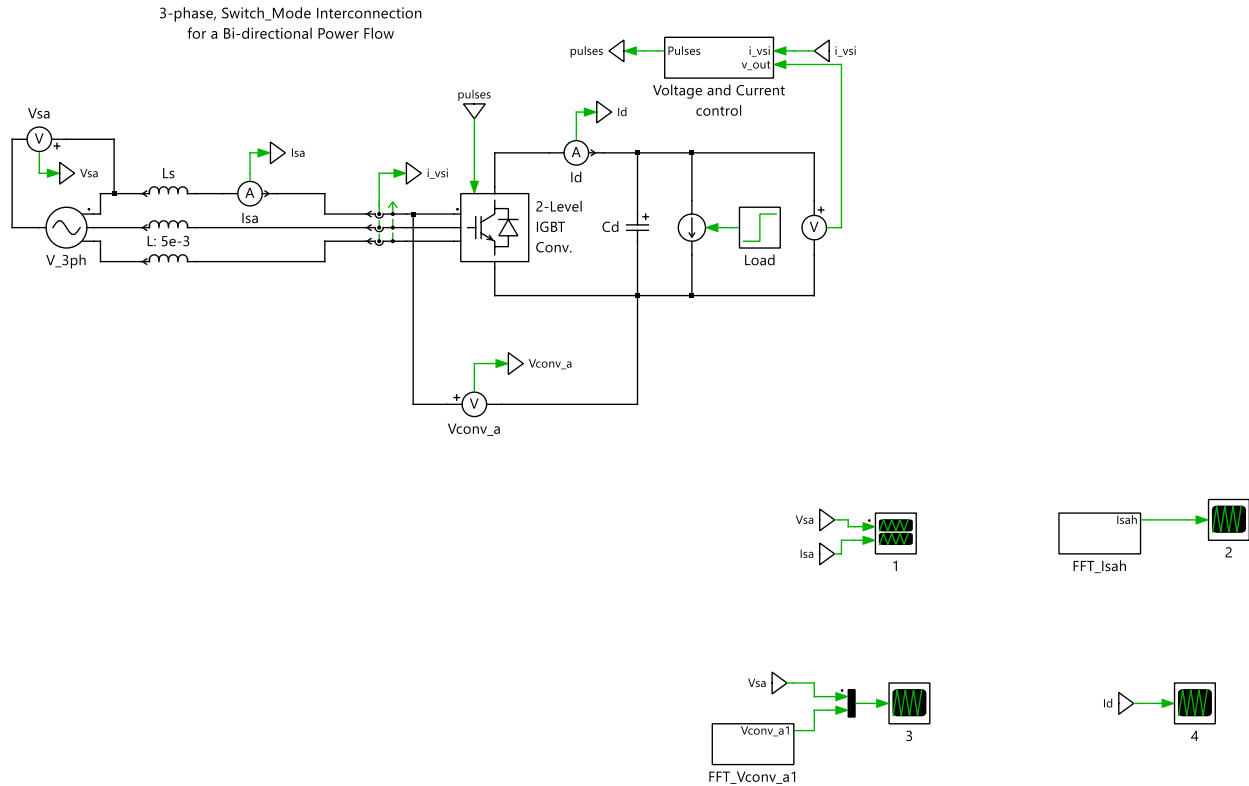 3-phase, Switch_Mode Interconnection
for a Bi-directional Power Flow
pulses
Pulses
i_vsi
v_out
i_vsi
Voltage and Current
control
pulses
Vsa
V
+
Vsa
Ls
Isa
A
Isa
L: 5e-3
V_3ph
i_vsi
2-Level
IGBT
Conv.
Id
A
Id
Cd
+
Load
+
V
Vconv_a
+
V
Vconv_a
Vsa
Isa
1
Isah
FFT_Isah
2
Vsa
Vconv_a1
FFT_Vconv_a1
3
Id
4